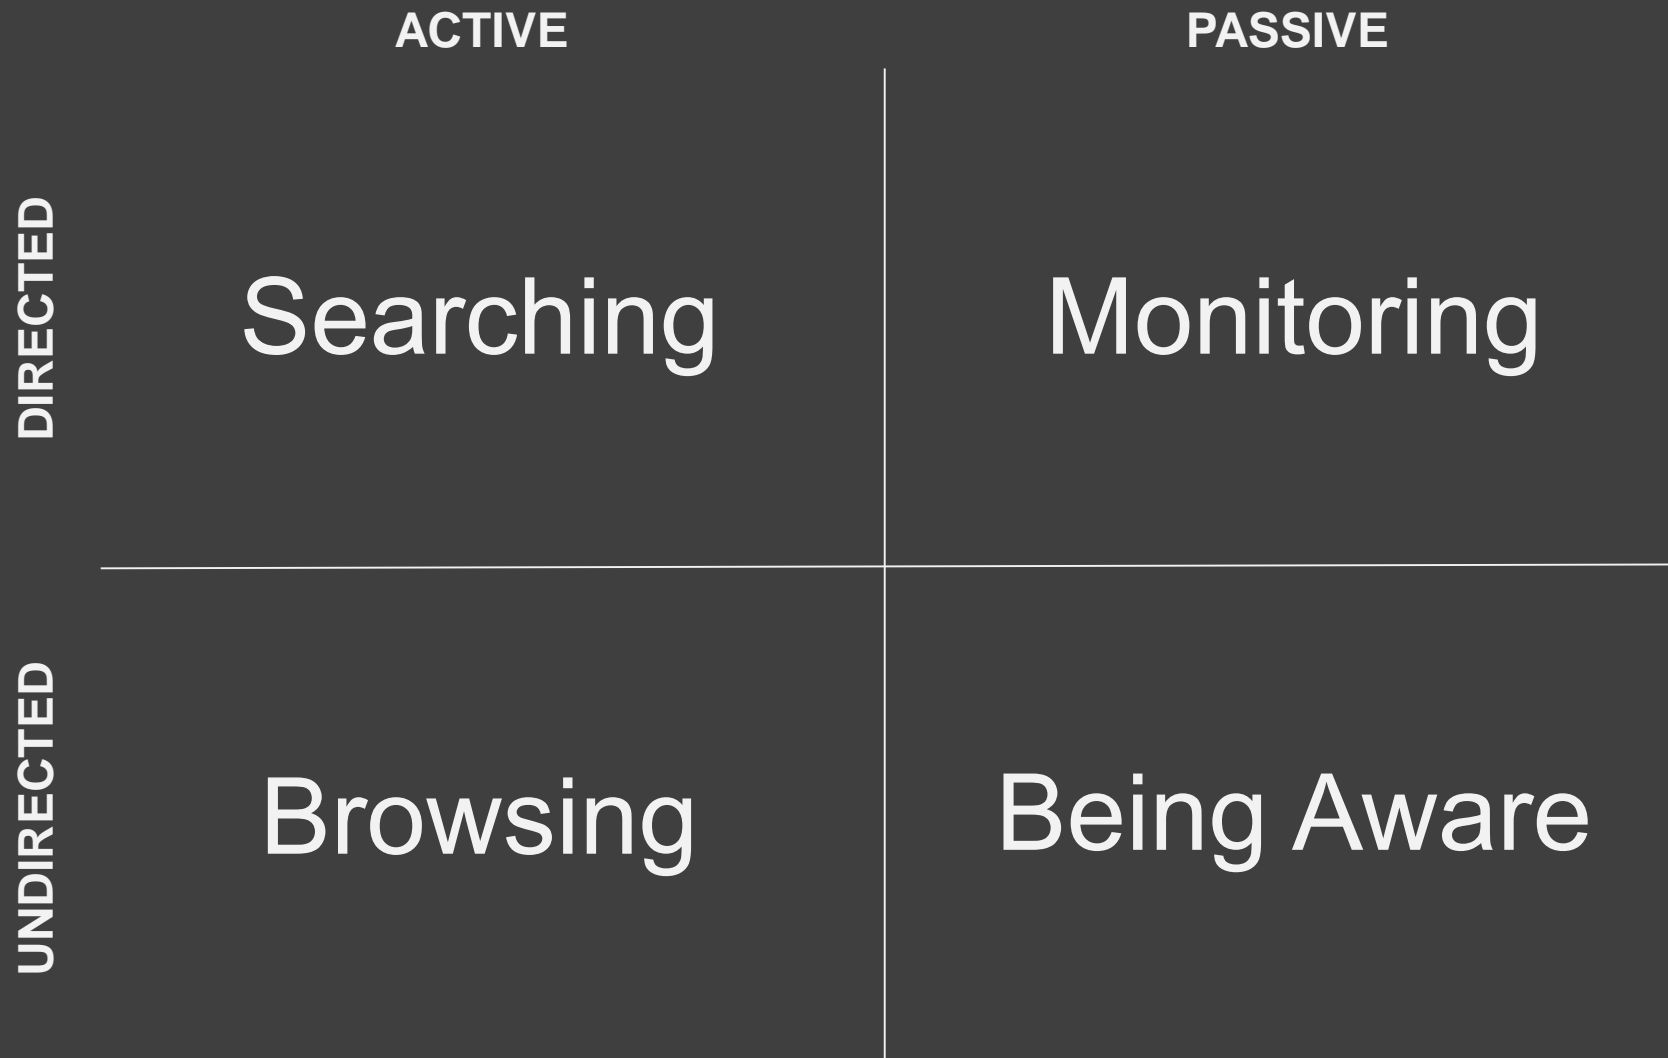 ACTIVE
PASSIVE
DIRECTED
Searching
Monitoring
UNDIRECTED
Browsing
Being Aware